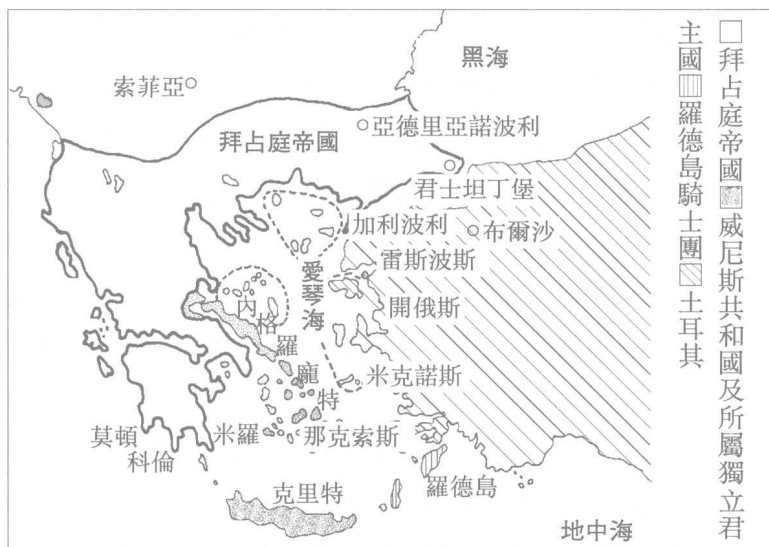 □拜占庭帝國▩威尼斯共和國及所屬獨立君
主國▥羅德島騎士團▧土耳其
黑海
索菲亞
亞德里亞諾波利
拜占庭帝國
君士坦丁堡
加利波利
布爾沙
雷斯波斯
愛琴海
開俄斯
內格羅龐特
米克諾斯
莫頓
科倫
米羅
那克索斯
克里特
羅德島
地中海